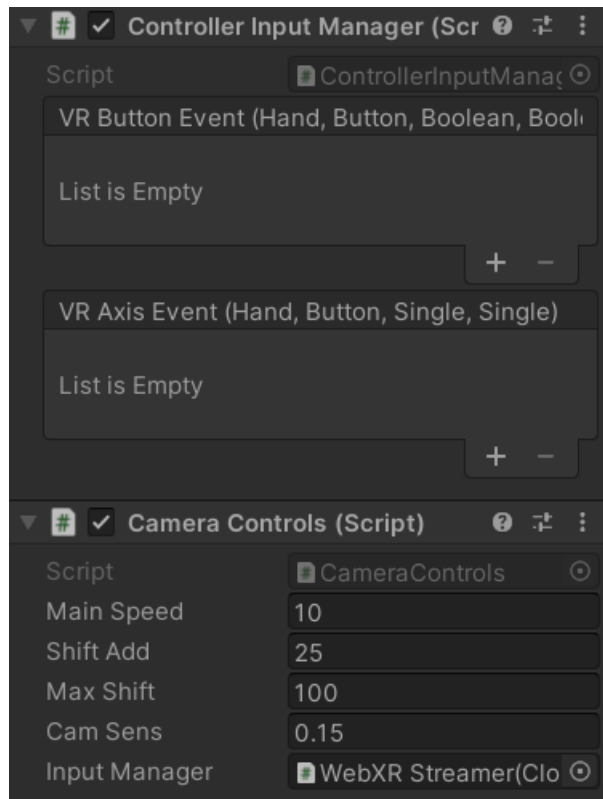 Controller Input Manager (Scr
Script ControllerInputManag
VR Button Event (Hand, Button, Boolean, Bool
List is Empty
+ −
VR Axis Event (Hand, Button, Single, Single)
List is Empty
+ −
Camera Controls (Script)
Script CameraControls
Main Speed 10
Shift Add 25
Max Shift 100
Cam Sens 0.15
Input Manager WebXR Streamer(Clo